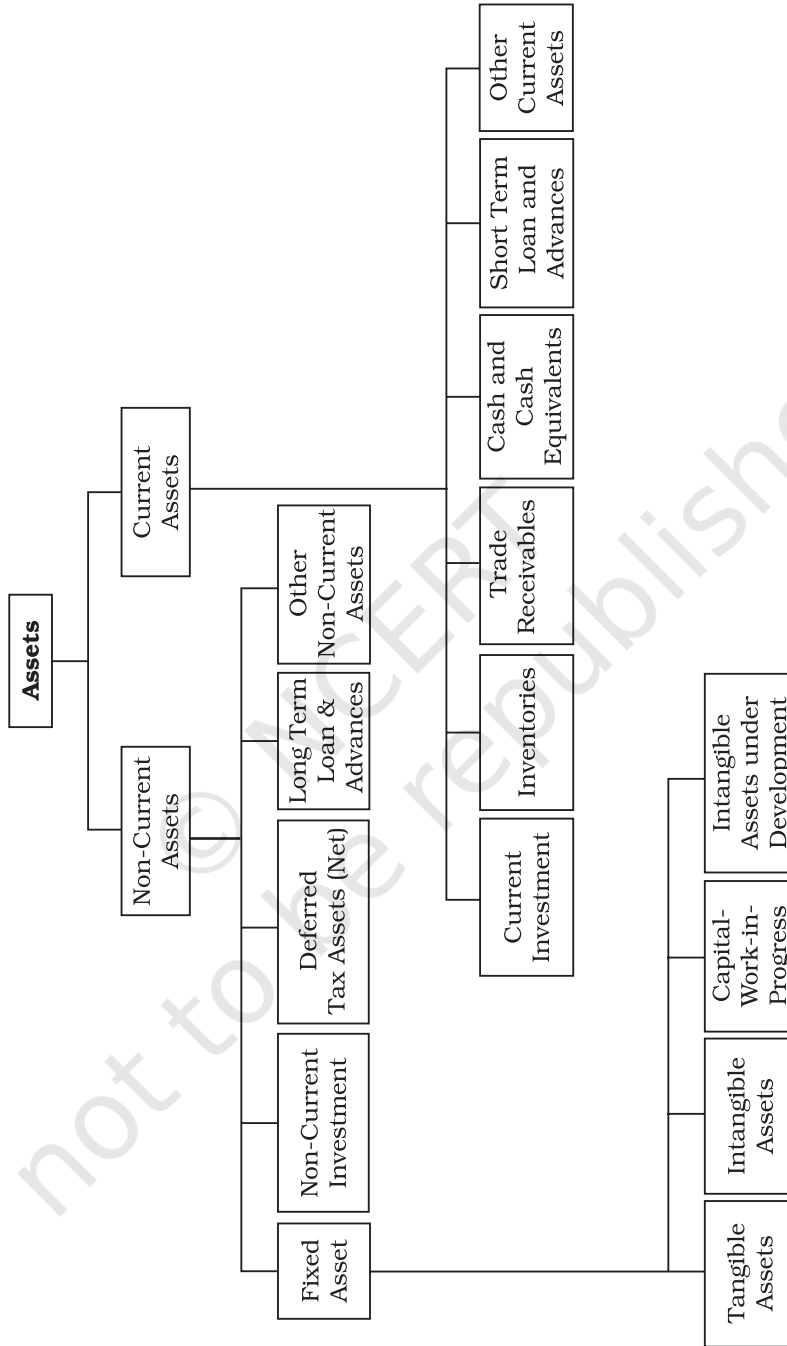 Assets
Non-Current
Assets
Current
Assets
Fixed
Asset
Non-Current
Investment
Deferred
Tax Assets (Net)
Long Term
Loan &
Advances
Other
Non-Current
Assets
Current
Investment
Inventories
Trade
Receivables
Cash and
Cash
Equivalents
Short Term
Loan and
Advances
Other
Current
Assets
Tangible
Assets
Intangible
Assets
Capital-
Work-in-
Progress
Intangible
Assets under
Development
© NCERT
not to be republishe